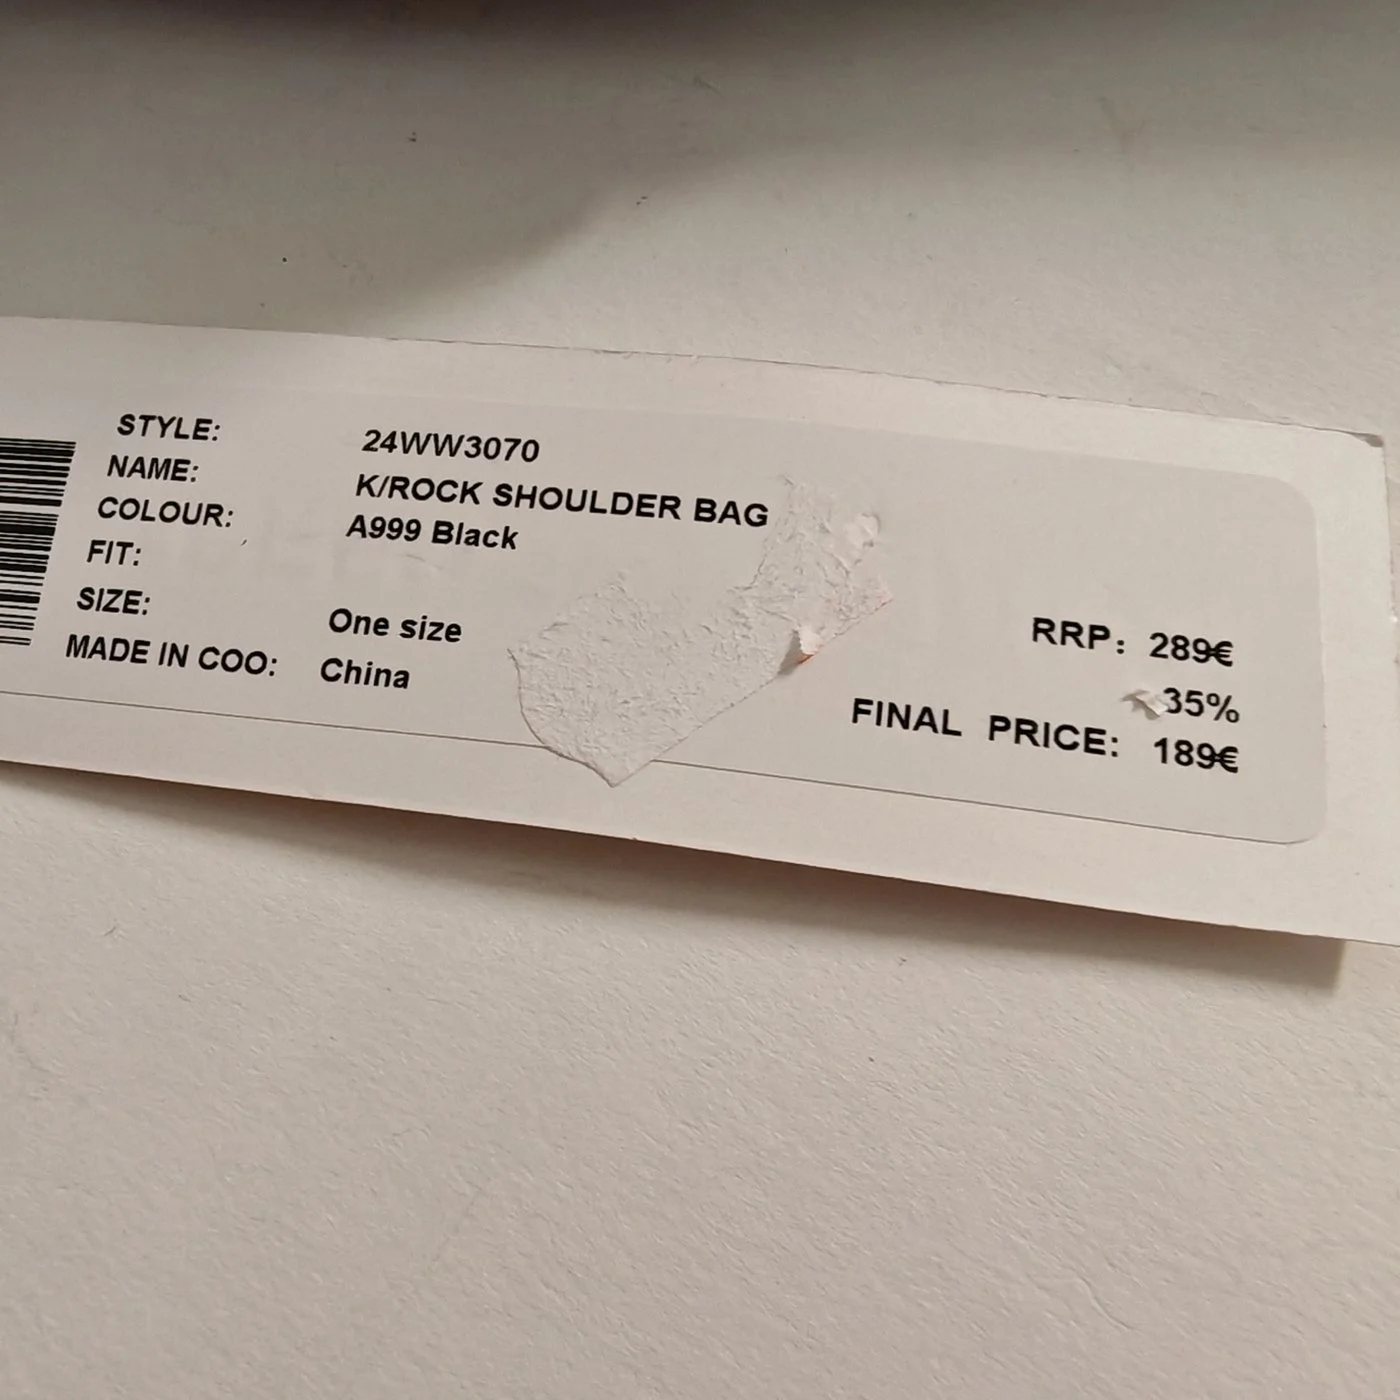 STYLE: 24WW3070
NAME: K/ROCK SHOULDER BAG
COLOUR: A999 Black
FIT:
SIZE: One size
MADE IN COO: China
RRP: 289€
35%
FINAL PRICE: 189€